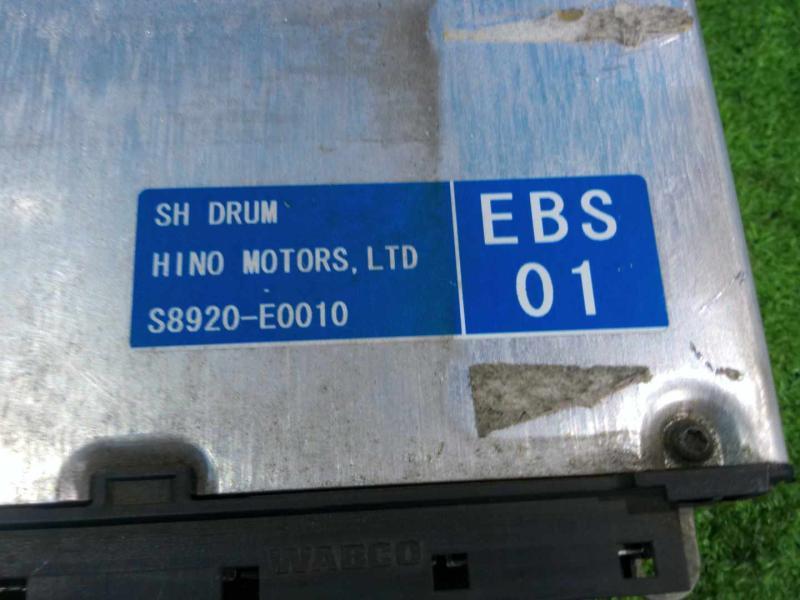 SH DRUM
HINO MOTORS,LTD
S8920-E0010
EBS
01
WABCO